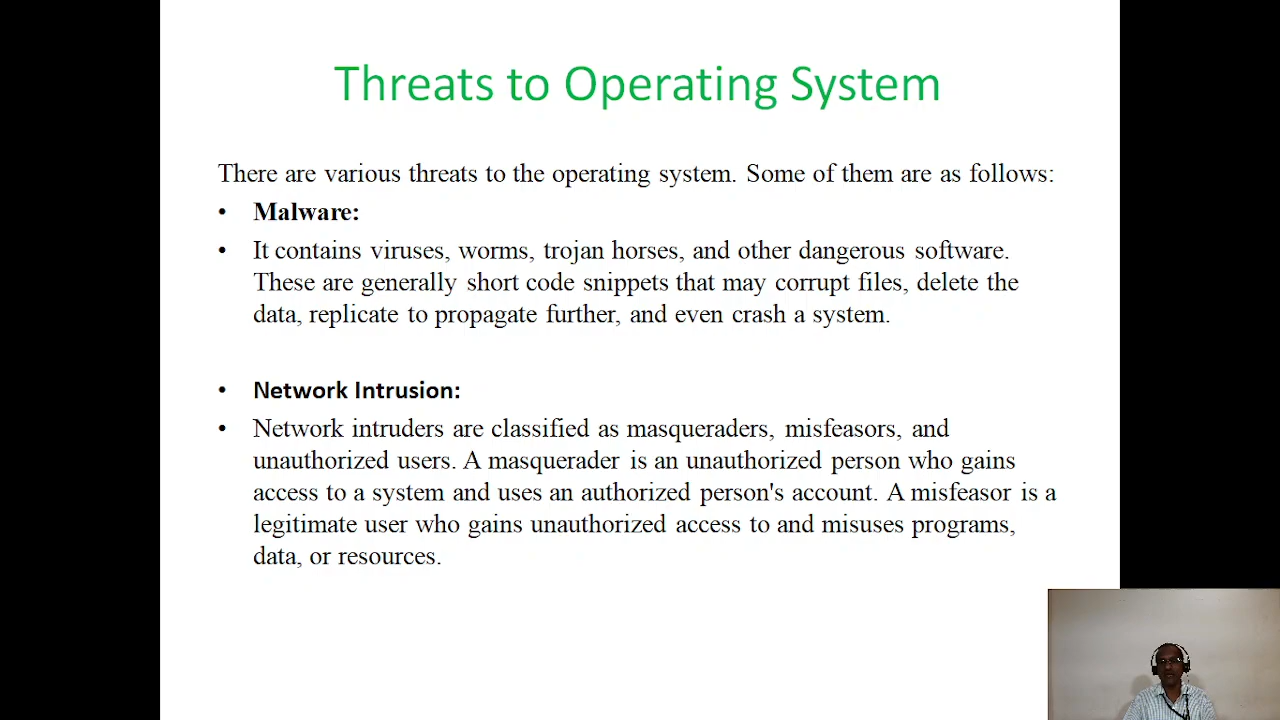 Threats to Operating System
There are various threats to the operating system. Some of them are as follows:
• Malware:
• It contains viruses, worms, trojan horses, and other dangerous software.
These are generally short code snippets that may corrupt files, delete the
data, replicate to propagate further, and even crash a system.
• Network Intrusion:
• Network intruders are classified as masqueraders, misfeasors, and
unauthorized users. A masquerader is an unauthorized person who gains
access to a system and uses an authorized person's account. A misfeasor is a
legitimate user who gains unauthorized access to and misuses programs,
data, or resources.